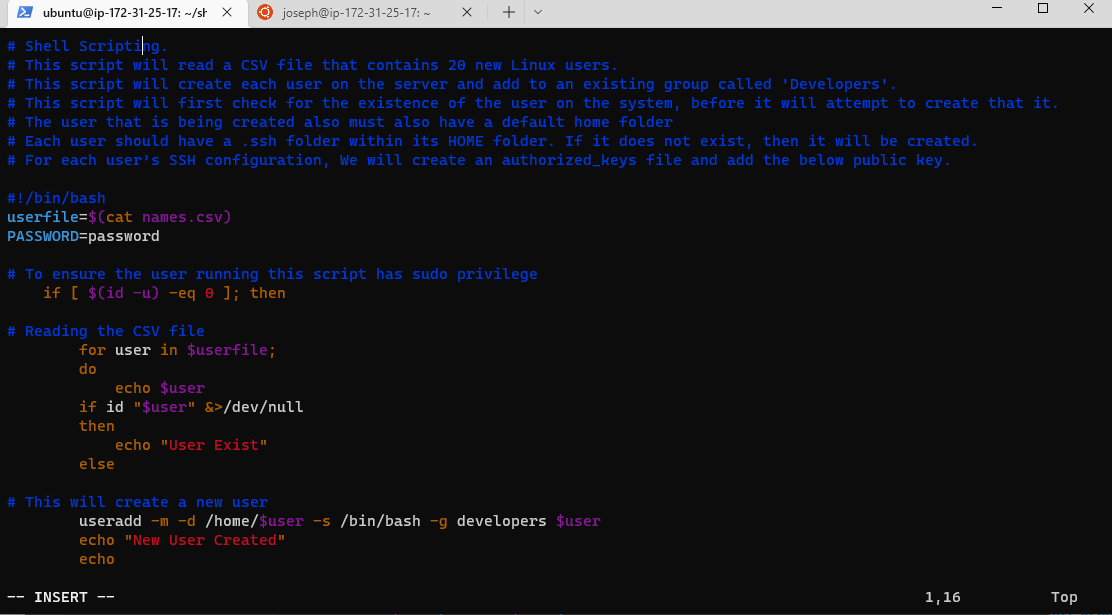 ubuntu@ip-172-31-25-17: ~/sh
joseph@ip-172-31-25-17: ~
# Shell Scripting.
# This script will read a CSV file that contains 20 new Linux users.
# This script will create each user on the server and add to an existing group called 'Developers'.
# This script will first check for the existence of the user on the system, before it will attempt to create that it.
# The user that is being created also must also have a default home folder
# Each user should have a .ssh folder within its HOME folder. If it does not exist, then it will be created.
# For each user's SSH configuration, We will create an authorized_keys file and add the below public key.
#!/bin/bash
userfile=$(cat names.csv)
PASSWORD=password
# To ensure the user running this script has sudo privilege
    if [ $(id -u) -eq 0 ]; then
# Reading the CSV file
        for user in $userfile;
        do
            echo $user
        if id "$user" &>/dev/null
        then
            echo "User Exist"
        else
# This will create a new user
        useradd -m -d /home/$user -s /bin/bash -g developers $user
        echo "New User Created"
        echo
-- INSERT -- 1,16 Top